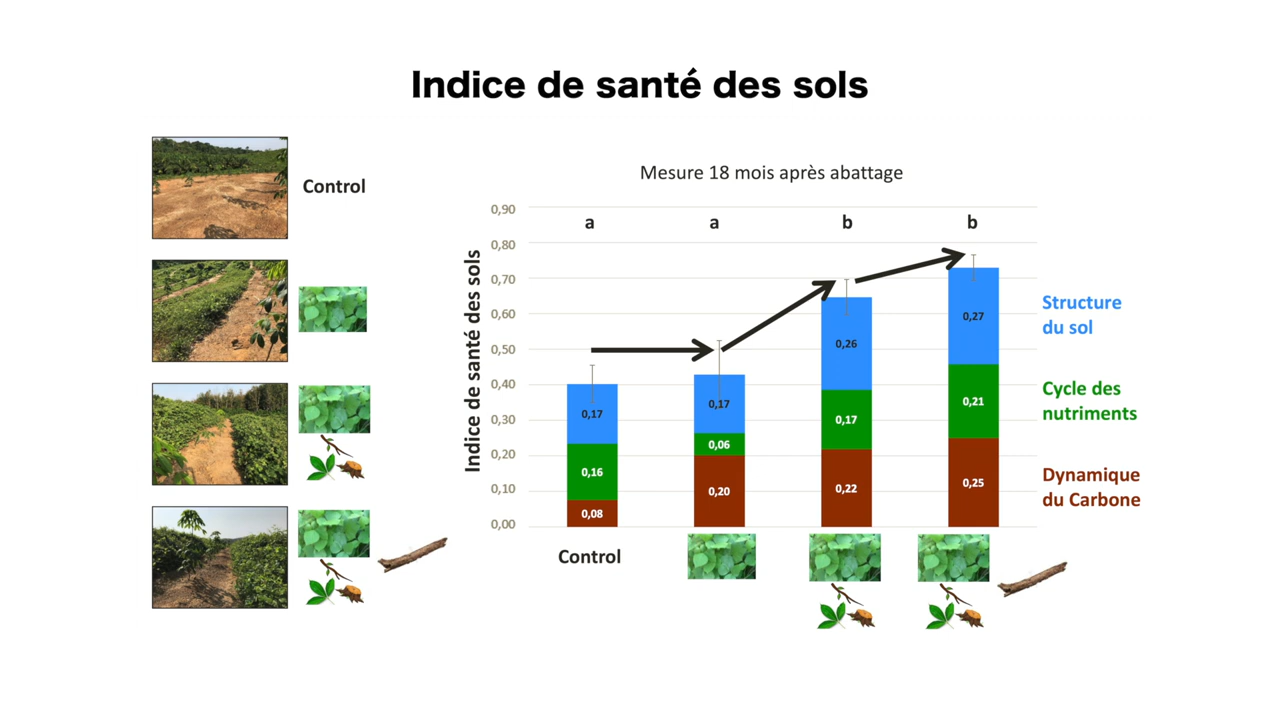 Indice de santé des sols
Control
Mesure 18 mois après abattage
Indice de santé des sols
0,90
0,80
0,70
0,60
0,50
0,40
0,30
0,20
0,10
0,00
a
a
b
b
0,17
0,16
0,08
0,17
0,06
0,20
0,26
0,17
0,22
0,27
0,21
0,25
Structure
du sol
Cycle des
nutriments
Dynamique
du Carbone
Control